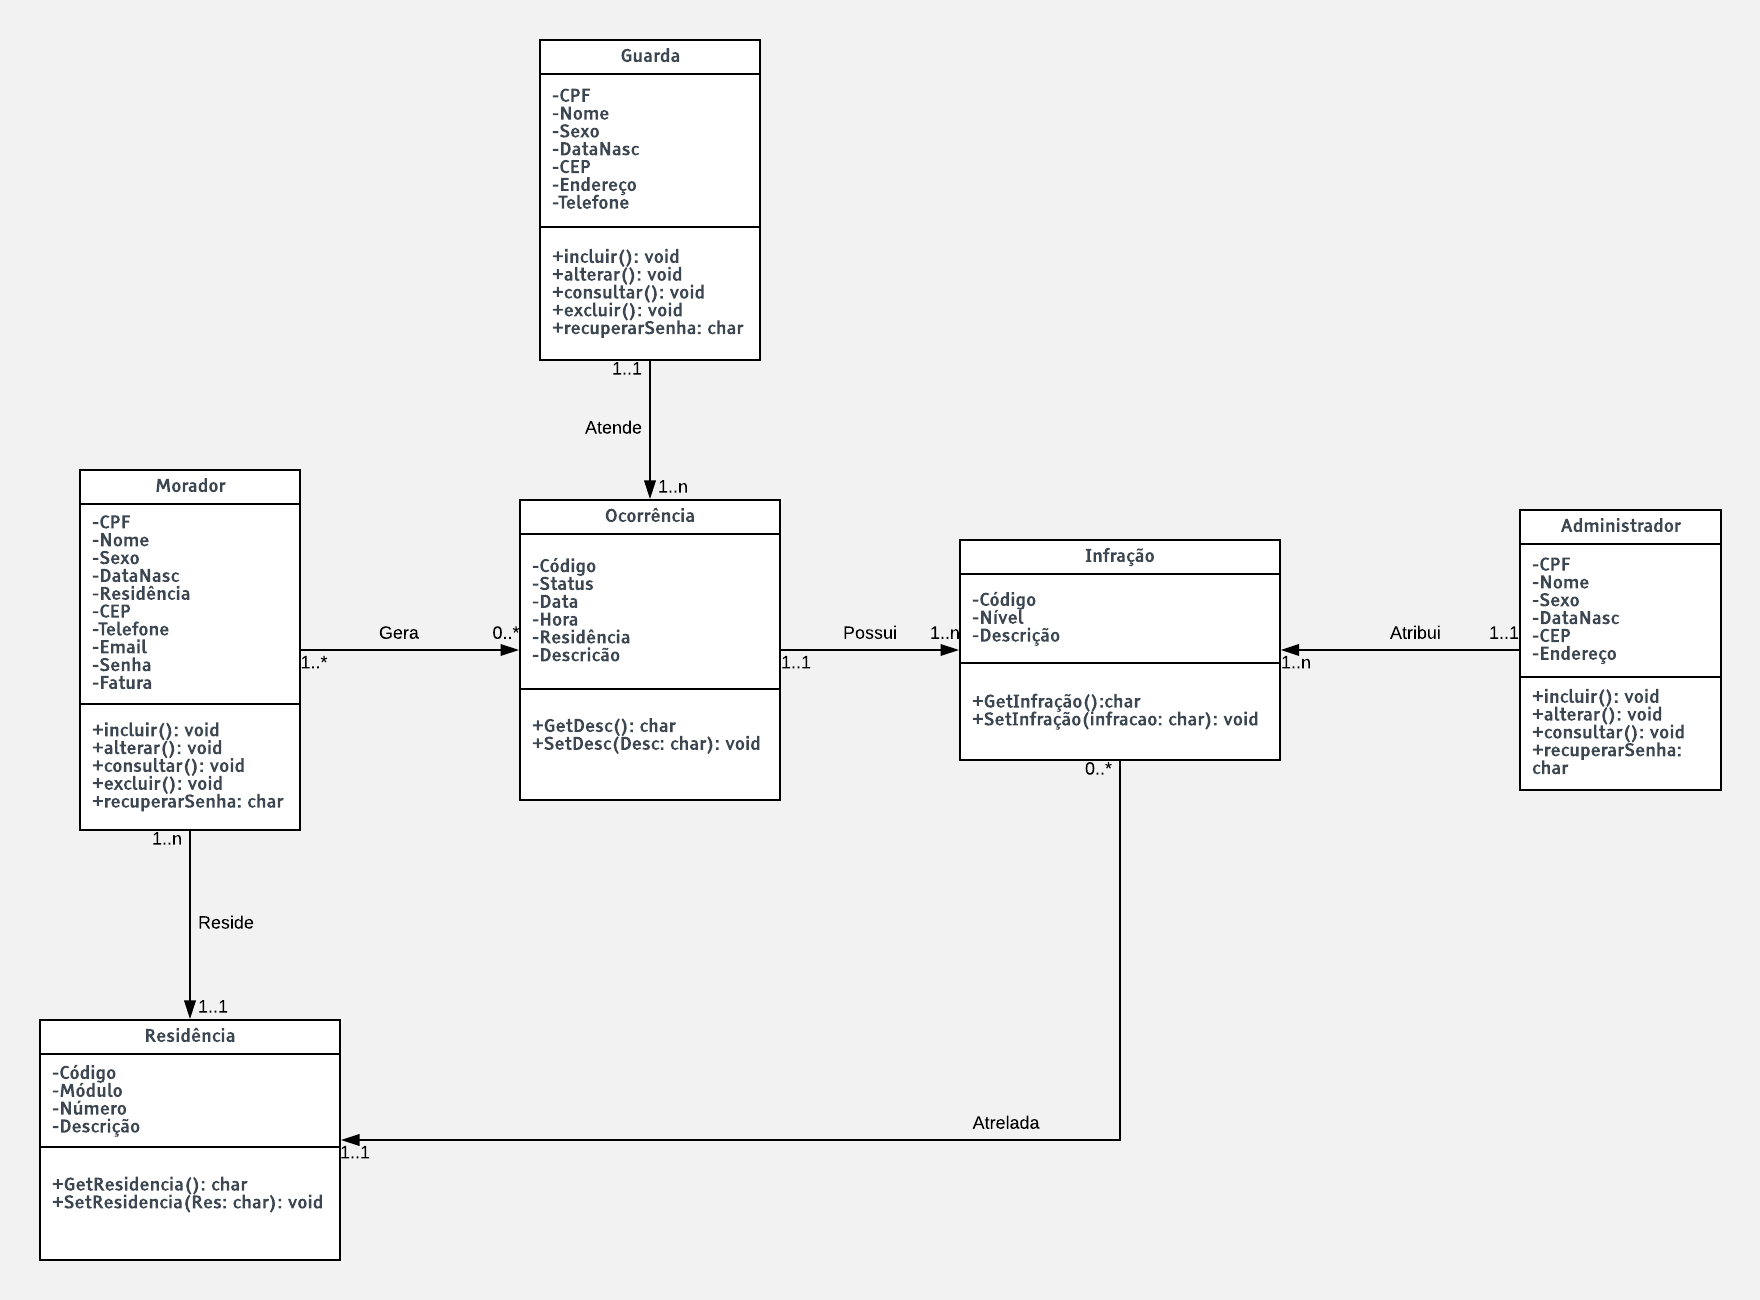 Guarda
-CPF
-Nome
-Sexo
-DataNasc
-CEP
-Endereço
-Telefone
+incluir(): void
+alterar(): void
+consultar(): void
+excluir(): void
+recuperarSenha: char
1..1
Atende
1..n
Morador
-CPF
-Nome
-Sexo
-DataNasc
-Residência
-CEP
-Telefone
-Email
-Senha
-Fatura
+incluir(): void
+alterar(): void
+consultar(): void
+excluir(): void
+recuperarSenha: char
Gera
0..*
1..*
Ocorrência
-Código
-Status
-Data
-Hora
-Residência
-Descricão
+GetDesc(): char
+SetDesc(Desc: char): void
Possui
1..n
1..1
Infração
-Código
-Nível
-Descrição
+GetInfração():char
+SetInfração(infracao: char): void
Atribui
1..1
1..n
Administrador
-CPF
-Nome
-Sexo
-DataNasc
-CEP
-Endereço
+incluir(): void
+alterar(): void
+consultar(): void
+recuperarSenha:
char
0..*
1..n
Reside
1..1
Residência
-Código
-Módulo
-Número
-Descrição
+GetResidencia(): char
+SetResidencia(Res: char): void
Atrelada
1..1